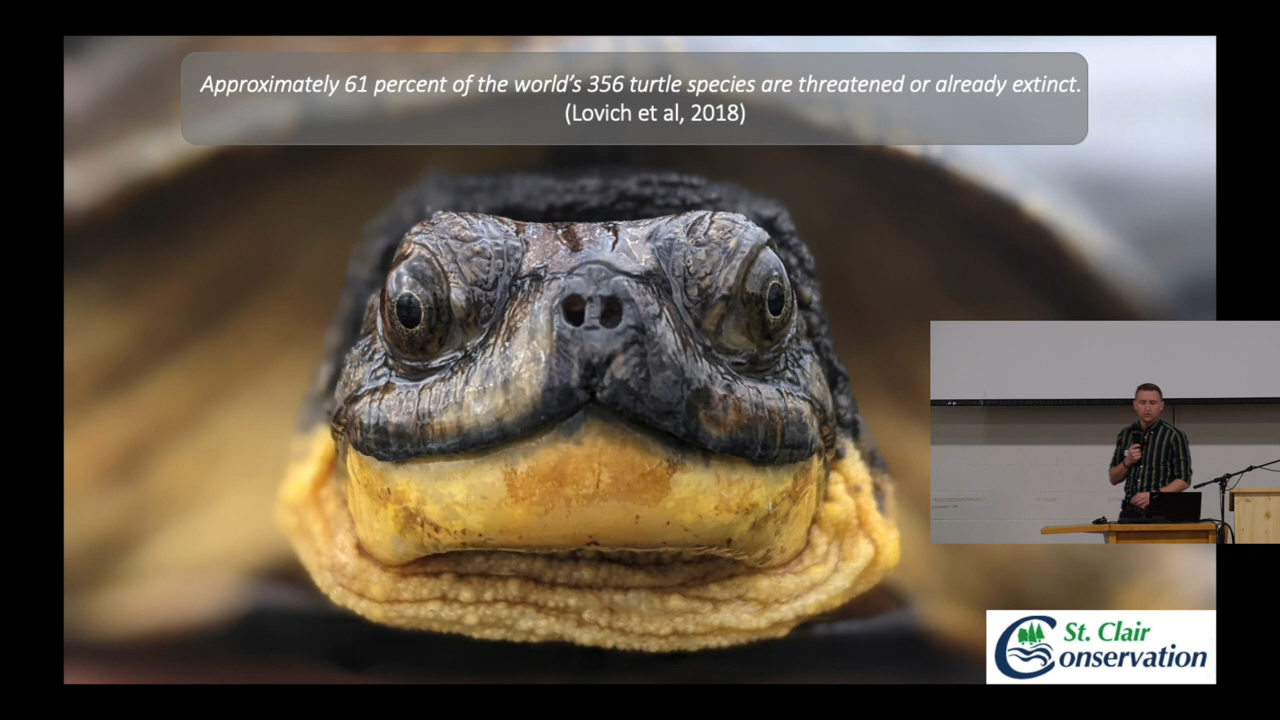 Approximately 61 percent of the world's 356 turtle species are threatened or already extinct.
(Lovich et al, 2018)
St. Clair
Conservation